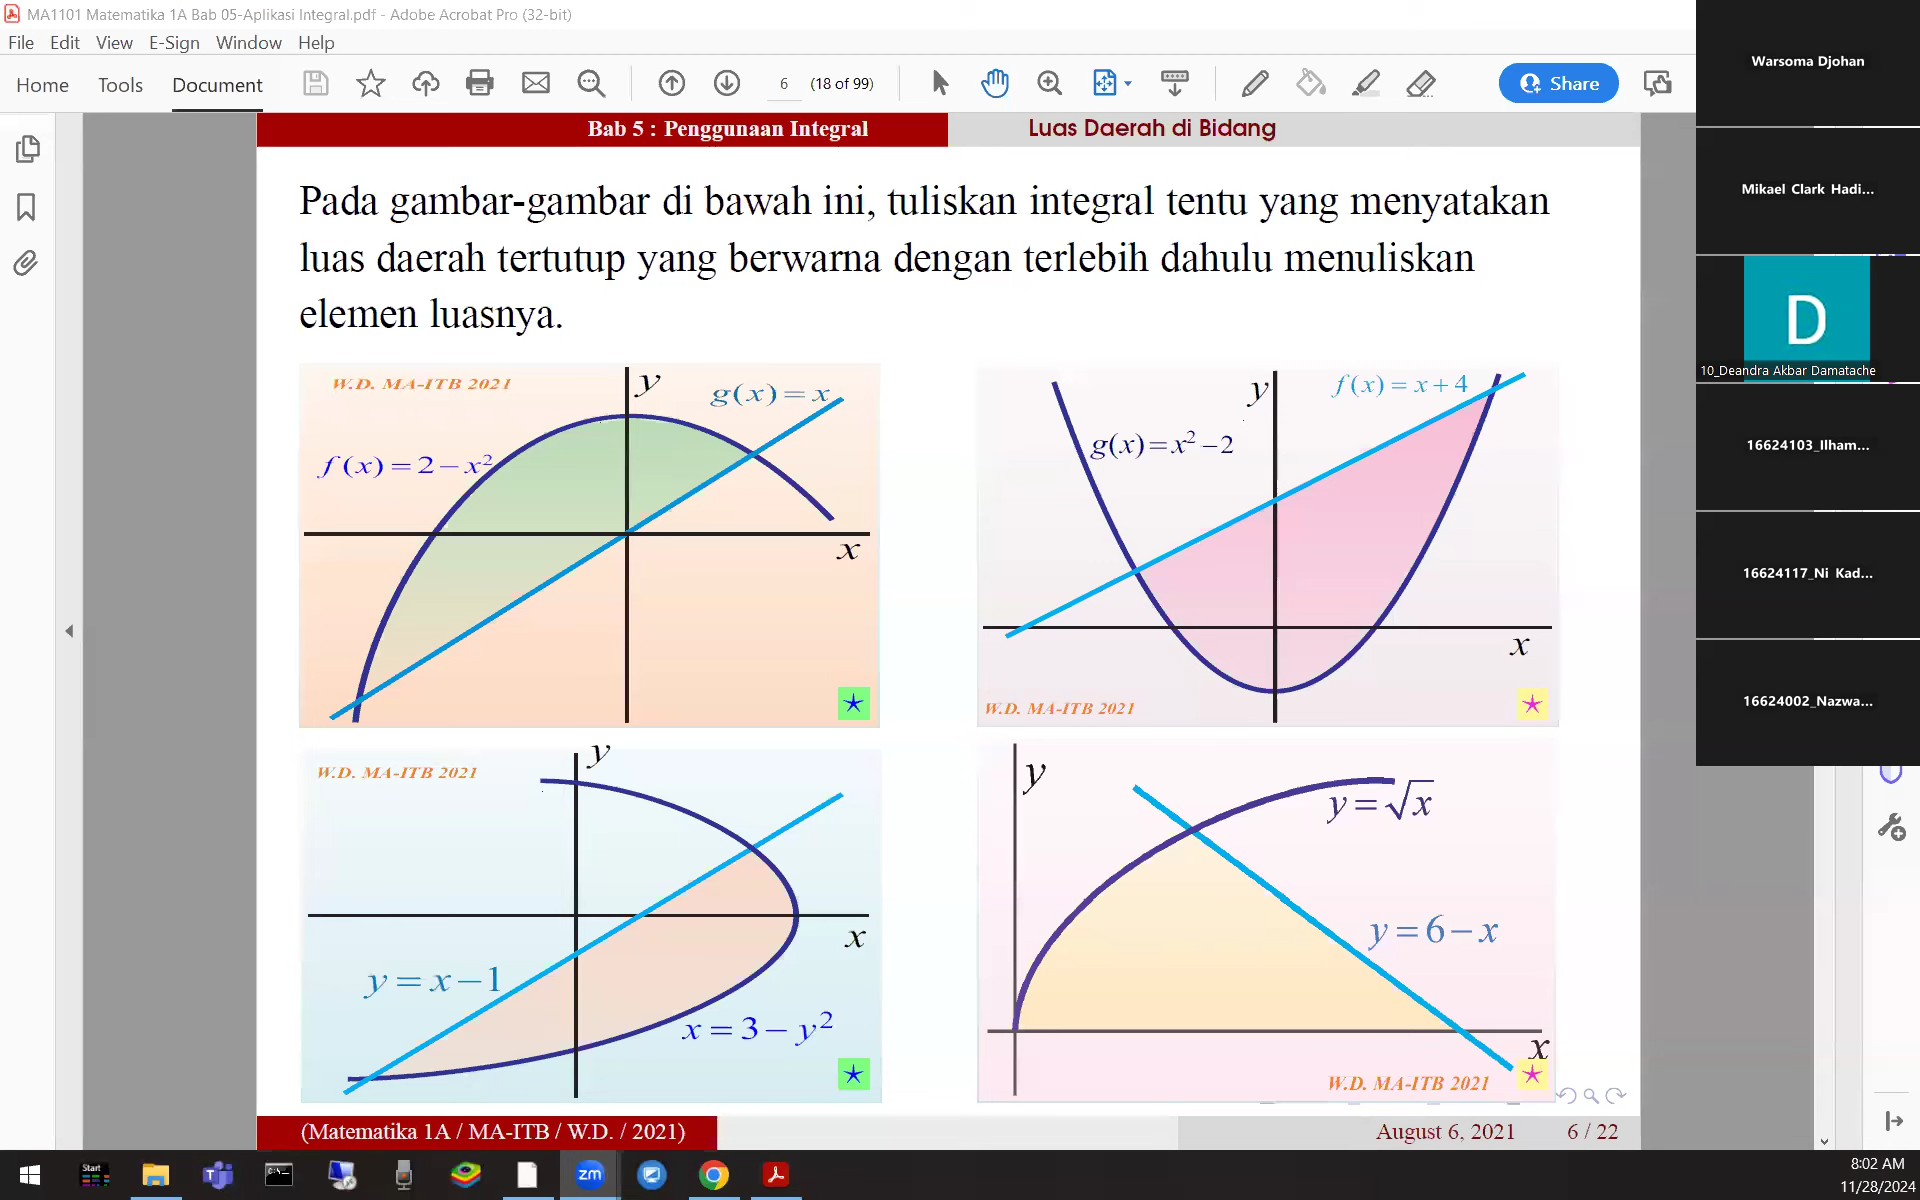 MA1101 Matematika 1A Bab 05-Aplikasi Integral.pdf - Adobe Acrobat Pro (32-bit)
File Edit View E-Sign Window Help
Home Tools Document 6 (18 of 99) Share
Bab 5 : Penggunaan Integral Luas Daerah di Bidang
Pada gambar-gambar di bawah ini, tuliskan integral tentu yang menyatakan
luas daerah tertutup yang berwarna dengan terlebih dahulu menuliskan
elemen luasnya.
W.D. MA-ITB 2021
y
g(x) = x
f(x) = 2 − x²
x
y
f(x) = x + 4
g(x) = x² − 2
x
W.D. MA-ITB 2021
W.D. MA-ITB 2021
y
x
y = x − 1
x = 3 − y²
y
y = √x
y = 6 − x
x
W.D. MA-ITB 2021
(Matematika 1A / MA-ITB / W.D. / 2021) August 6, 2021 6 / 22
Warsoma Djohan
Mikael Clark Hadi...
D
10_Deandra Akbar Damatache
16624103_Ilham...
16624117_Ni Kad...
16624002_Nazwa...
Start
zm
8:02 AM
11/28/2024